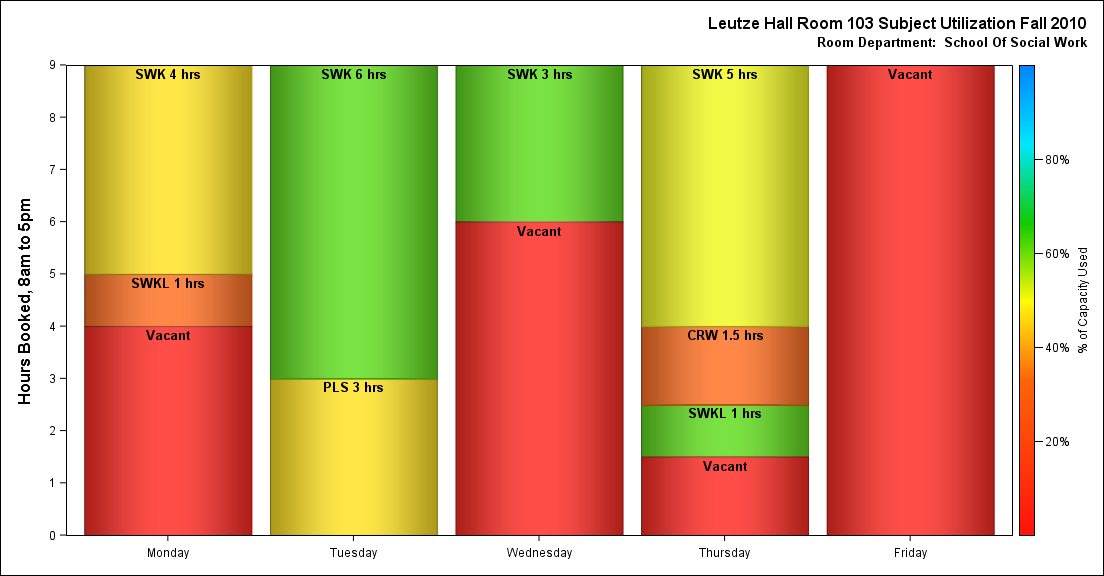 Leutze Hall Room 103 Subject Utilization Fall 2010
Room Department:  School Of Social Work
Hours Booked, 8am to 5pm
9
8
7
6
5
4
3
2
1
0
SWK 4 hrs
SWKL 1 hrs
Vacant
SWK 6 hrs
PLS 3 hrs
SWK 3 hrs
Vacant
SWK 5 hrs
CRW 1.5 hrs
SWKL 1 hrs
Vacant
Vacant
Monday
Tuesday
Wednesday
Thursday
Friday
80%
60%
40%
20%
% of Capacity Used